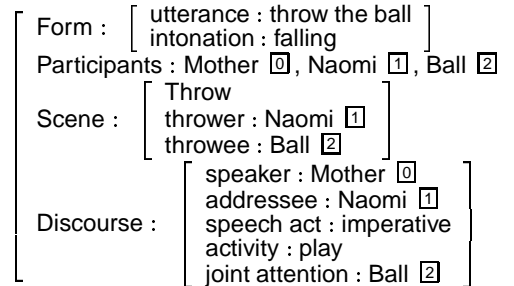 Form : utterance : throw the ball
intonation : falling
Participants : Mother 0 , Naomi 1 , Ball 2
Scene : Throw
thrower : Naomi 1
throwee : Ball 2
Discourse : speaker : Mother 0
addressee : Naomi 1
speech act : imperative
activity : play
joint attention : Ball 2